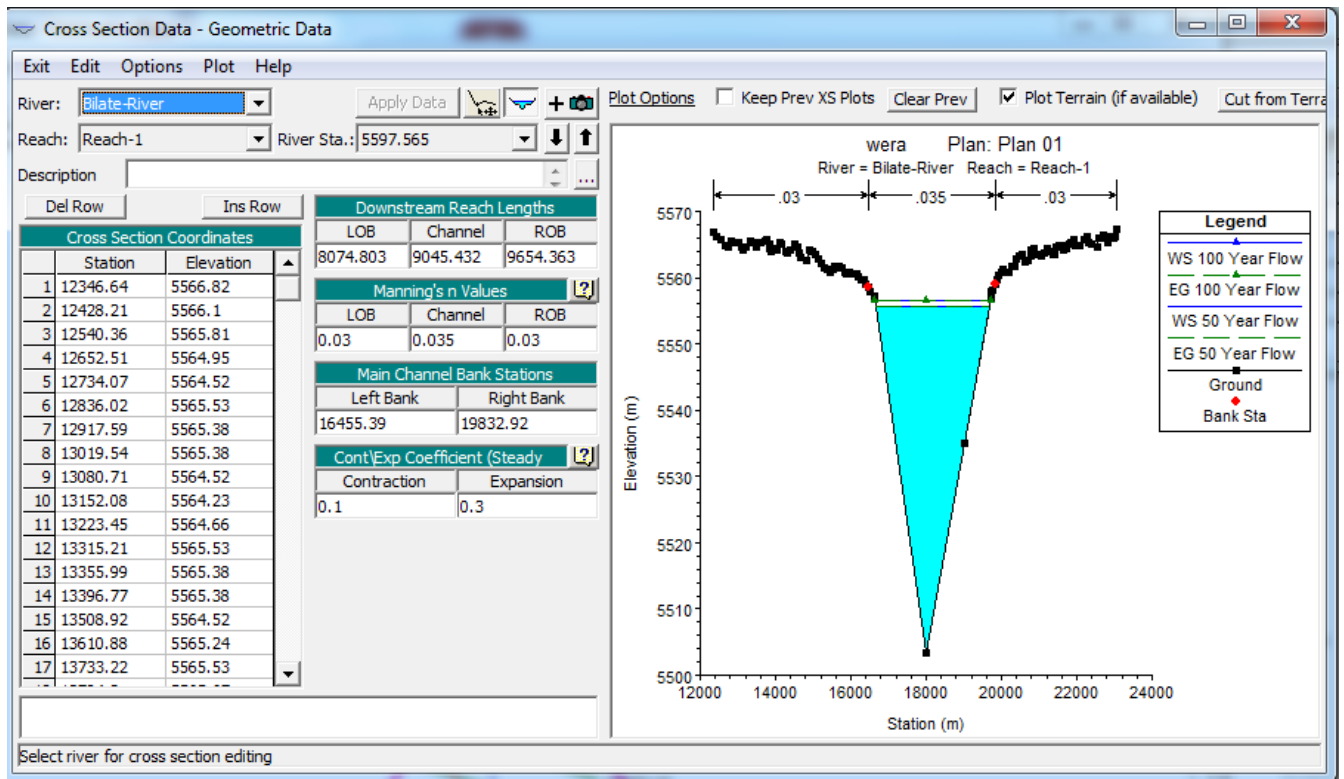 Cross Section Data - Geometric Data
Exit Edit Options Plot Help
River: Bilate-River
Apply Data
Reach: Reach-1
River Sta.: 5597.565
Description
...
Del Row
Ins Row
Cross Section Coordinates
Station Elevation
1 12346.64 5566.82
2 12428.21 5566.1
3 12540.36 5565.81
4 12652.51 5564.95
5 12734.07 5564.52
6 12836.02 5565.53
7 12917.59 5565.38
8 13019.54 5565.38
9 13080.71 5564.52
10 13152.08 5564.23
11 13223.45 5564.66
12 13315.21 5565.53
13 13355.99 5565.38
14 13396.77 5565.38
15 13508.92 5564.52
16 13610.88 5565.24
17 13733.22 5565.53
Downstream Reach Lengths
LOB Channel ROB
8074.803 9045.432 9654.363
Manning's n Values
LOB Channel ROB
0.03 0.035 0.03
Main Channel Bank Stations
Left Bank Right Bank
16455.39 19832.92
Cont\Exp Coefficient (Steady
Contraction Expansion
0.1 0.3
Plot Options Keep Prev XS Plots Clear Prev Plot Terrain (if available) Cut from Terra
wera Plan: Plan 01
River = Bilate-River Reach = Reach-1
.03 .035 .03
5570
5560
5550
5540
5530
5520
5510
5500
Elevation (m)
12000 14000 16000 18000 20000 22000 24000
Station (m)
Legend
WS 100 Year Flow
EG 100 Year Flow
WS 50 Year Flow
EG 50 Year Flow
Ground
Bank Sta
Select river for cross section editing